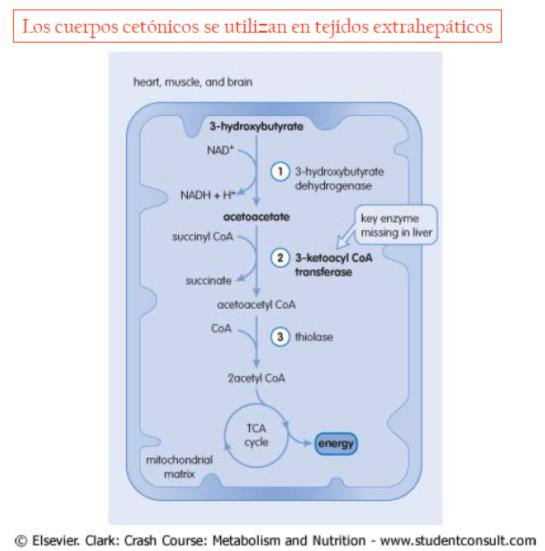 Los cuerpos cetónicos se utilizan en tejidos extrahepáticos
heart, muscle, and brain
3-hydroxybutyrate
NAD⁺
1 3-hydroxybutyrate
dehydrogenase
NADH + H⁺
acetoacetate
key enzyme
missing in liver
succinyl CoA
2 3-ketoacyl CoA
transferase
succinate
acetoacetyl CoA
CoA
3 thiolase
2acetyl CoA
TCA
cycle
energy
mitochondrial
matrix
© Elsevier. Clark: Crash Course: Metabolism and Nutrition - www.studentconsult.com